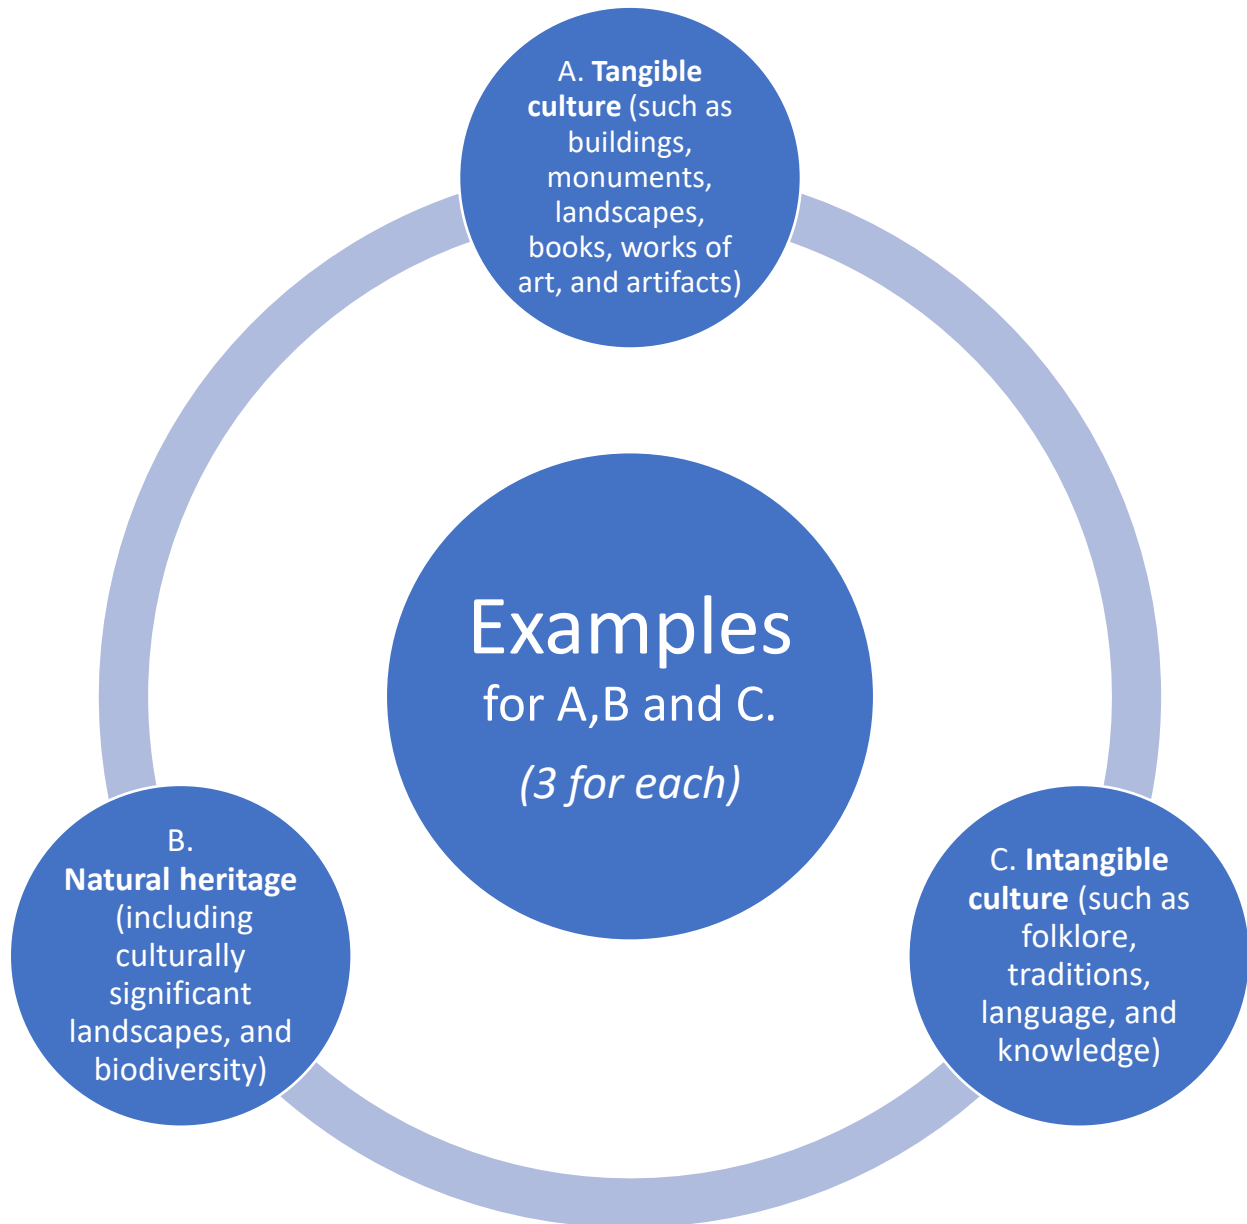 A. Tangible
culture (such as
buildings,
monuments,
landscapes,
books, works of
art, and artifacts)
Examples
for A,B and C.
(3 for each)
B.
Natural heritage
(including
culturally
significant
landscapes, and
biodiversity)
C. Intangible
culture (such as
folklore,
traditions,
language, and
knowledge)